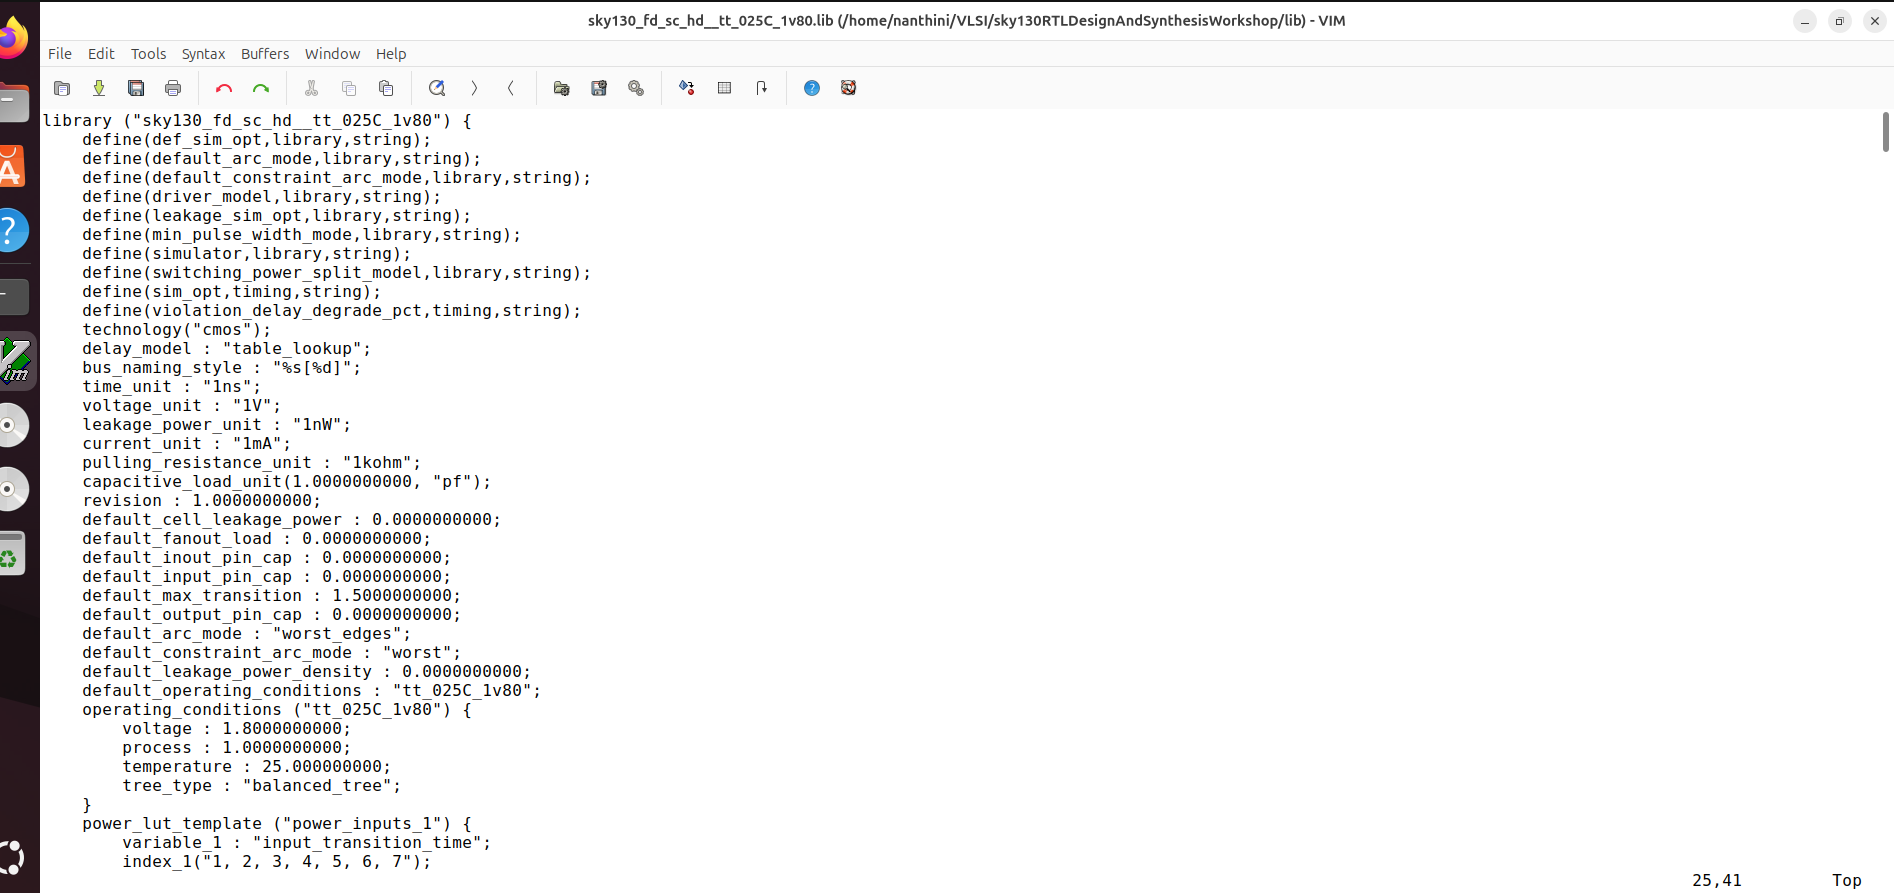 sky130_fd_sc_hd__tt_025C_1v80.lib (/home/nanthini/VLSI/sky130RTLDesignAndSynthesisWorkshop/lib) - VIM
File Edit Tools Syntax Buffers Window Help
library ("sky130_fd_sc_hd__tt_025C_1v80") {
    define(def_sim_opt,library,string);
    define(default_arc_mode,library,string);
    define(default_constraint_arc_mode,library,string);
    define(driver_model,library,string);
    define(leakage_sim_opt,library,string);
    define(min_pulse_width_mode,library,string);
    define(simulator,library,string);
    define(switching_power_split_model,library,string);
    define(sim_opt,timing,string);
    define(violation_delay_degrade_pct,timing,string);
    technology("cmos");
    delay_model : "table_lookup";
    bus_naming_style : "%s[%d]";
    time_unit : "1ns";
    voltage_unit : "1V";
    leakage_power_unit : "1nW";
    current_unit : "1mA";
    pulling_resistance_unit : "1kohm";
    capacitive_load_unit(1.0000000000, "pf");
    revision : 1.0000000000;
    default_cell_leakage_power : 0.0000000000;
    default_fanout_load : 0.0000000000;
    default_inout_pin_cap : 0.0000000000;
    default_input_pin_cap : 0.0000000000;
    default_max_transition : 1.5000000000;
    default_output_pin_cap : 0.0000000000;
    default_arc_mode : "worst_edges";
    default_constraint_arc_mode : "worst";
    default_leakage_power_density : 0.0000000000;
    default_operating_conditions : "tt_025C_1v80";
    operating_conditions ("tt_025C_1v80") {
        voltage : 1.8000000000;
        process : 1.0000000000;
        temperature : 25.000000000;
        tree_type : "balanced_tree";
    }
    power_lut_template ("power_inputs_1") {
        variable_1 : "input_transition_time";
        index_1("1, 2, 3, 4, 5, 6, 7");
25,41 Top